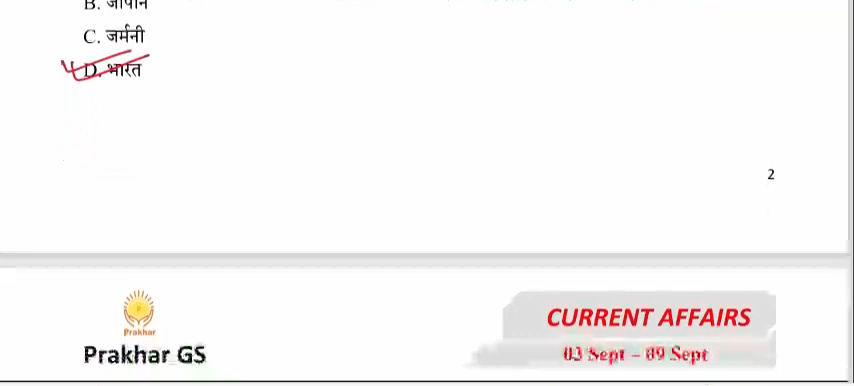 B. जापान
C. जर्मनी
D. भारत
2
Prakhar
Prakhar GS
CURRENT AFFAIRS
03 Sept – 09 Sept